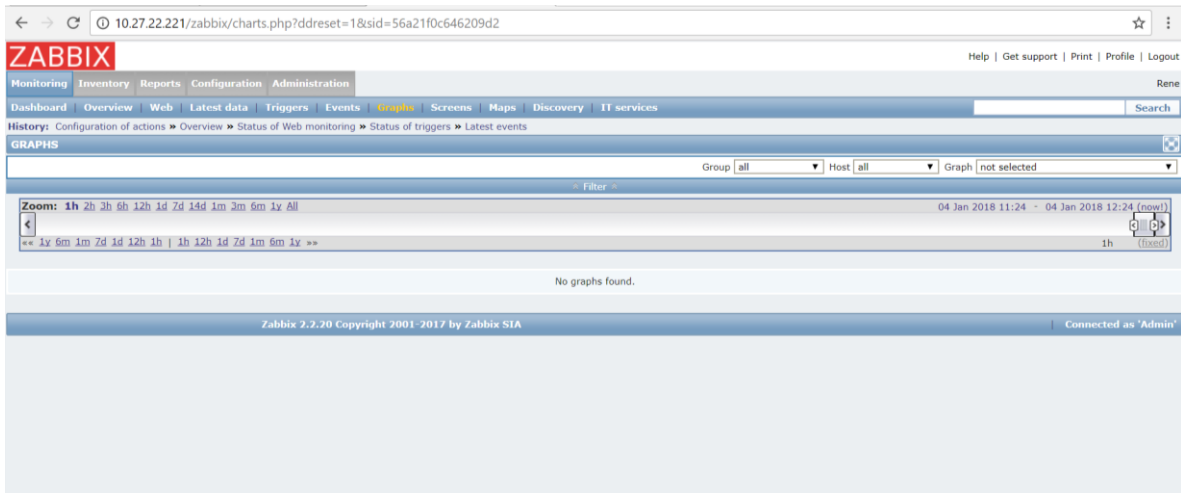 10.27.22.221/zabbix/charts.php?ddreset=1&sid=56a21f0c646209d2
ZABBIX
Help | Get support | Print | Profile | Logout
Monitoring Inventory Reports Configuration Administration Rene
Dashboard | Overview | Web | Latest data | Triggers | Events | Graphs | Screens | Maps | Discovery | IT services Search
History: Configuration of actions » Overview » Status of Web monitoring » Status of triggers » Latest events
GRAPHS
Group all Host all Graph not selected
Filter
Zoom: 1h 2h 3h 6h 12h 1d 7d 14d 1m 3m 6m 1y All 04 Jan 2018 11:24 - 04 Jan 2018 12:24 (now!)
«« 1y 6m 1m 7d 1d 12h 1h | 1h 12h 1d 7d 1m 6m 1y »» 1h (fixed)
No graphs found.
Zabbix 2.2.20 Copyright 2001-2017 by Zabbix SIA | Connected as 'Admin'